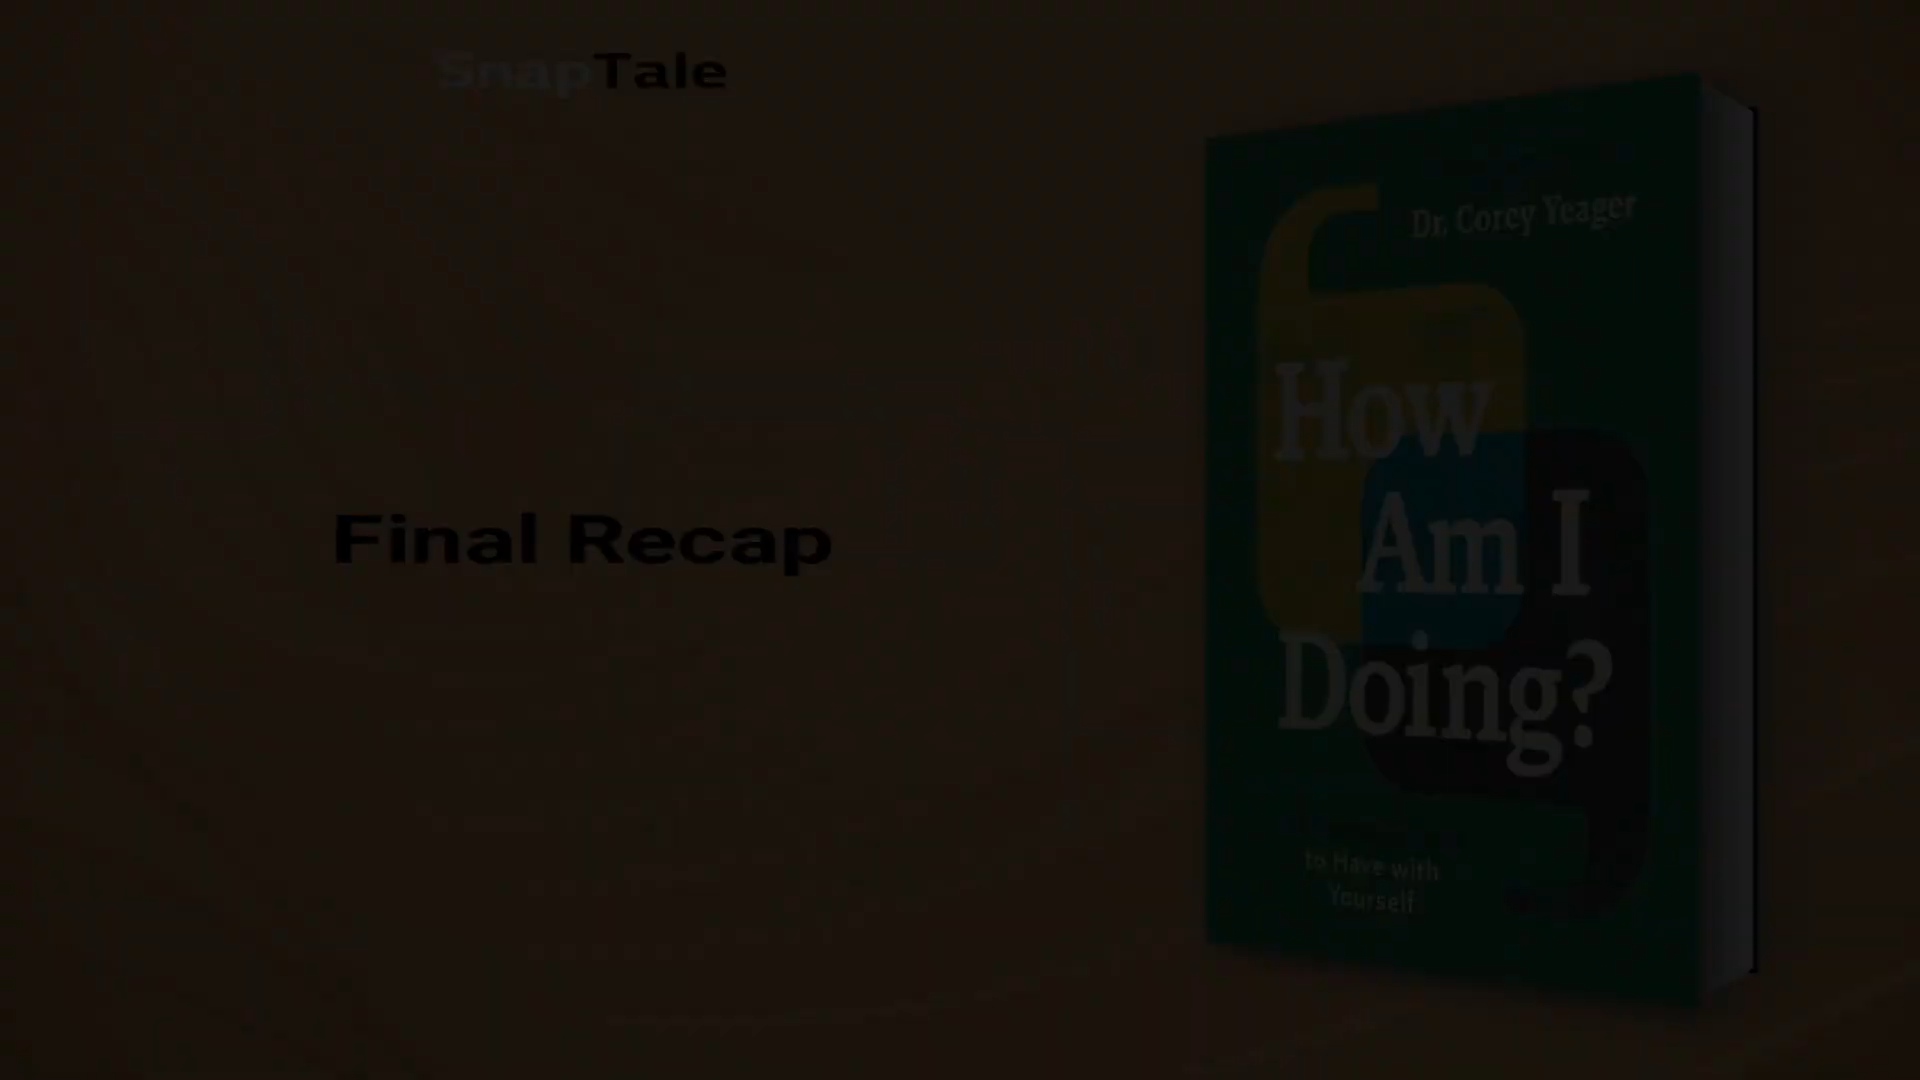 SnapTale
Final Recap
Dr. Corey Yeager
How
Am I
Doing?
to Have with
Yourself